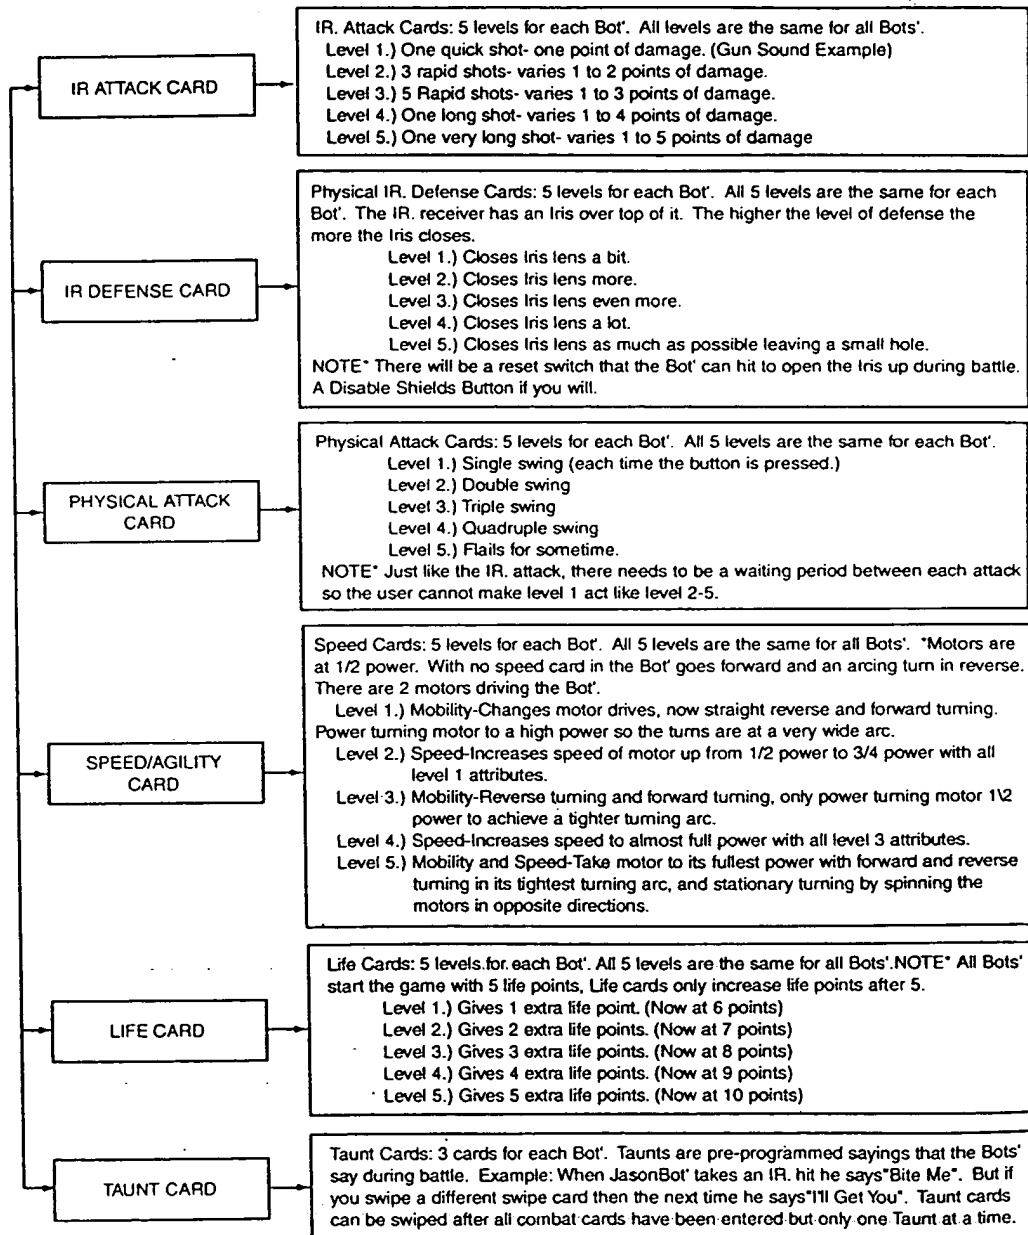 IR ATTACK CARD
IR. Attack Cards: 5 levels for each Bot'. All levels are the same for all Bots'.
Level 1.) One quick shot- one point of damage. (Gun Sound Example)
Level 2.) 3 rapid shots- varies 1 to 2 points of damage.
Level 3.) 5 Rapid shots- varies 1 to 3 points of damage.
Level 4.) One long shot- varies 1 to 4 points of damage.
Level 5.) One very long shot- varies 1 to 5 points of damage
IR DEFENSE CARD
Physical IR. Defense Cards: 5 levels for each Bot'. All 5 levels are the same for each
Bot'. The IR. receiver has an Iris over top of it. The higher the level of defense the
more the Iris closes.
Level 1.) Closes Iris lens a bit.
Level 2.) Closes Iris lens more.
Level 3.) Closes Iris lens even more.
Level 4.) Closes Iris lens a lot.
Level 5.) Closes Iris lens as much as possible leaving a small hole.
NOTE* There will be a reset switch that the Bot' can hit to open the Iris up during battle.
A Disable Shields Button if you will.
PHYSICAL ATTACK
CARD
Physical Attack Cards: 5 levels for each Bot'. All 5 levels are the same for each Bot'.
Level 1.) Single swing (each time the button is pressed.)
Level 2.) Double swing
Level 3.) Triple swing
Level 4.) Quadruple swing
Level 5.) Flails for sometime.
NOTE* Just like the IR. attack, there needs to be a waiting period between each attack
so the user cannot make level 1 act like level 2-5.
SPEED/AGILITY
CARD
Speed Cards: 5 levels for each Bot'. All 5 levels are the same for all Bots'. *Motors are
at 1/2 power. With no speed card in the Bot' goes forward and an arcing turn in reverse.
There are 2 motors driving the Bot'.
Level 1.) Mobility-Changes motor drives, now straight reverse and forward turning.
Power turning motor to a high power so the turns are at a very wide arc.
Level 2.) Speed-Increases speed of motor up from 1/2 power to 3/4 power with all
level 1 attributes.
Level 3.) Mobility-Reverse turning and forward turning, only power turning motor 1\2
power to achieve a tighter turning arc.
Level 4.) Speed-Increases speed to almost full power with all level 3 attributes.
Level 5.) Mobility and Speed-Take motor to its fullest power with forward and reverse
turning in its tightest turning arc, and stationary turning by spinning the
motors in opposite directions.
LIFE CARD
Life Cards: 5 levels for each Bot'. All 5 levels are the same for all Bots'.NOTE* All Bots'
start the game with 5 life points, Life cards only increase life points after 5.
Level 1.) Gives 1 extra life point. (Now at 6 points)
Level 2.) Gives 2 extra life points. (Now at 7 points)
Level 3.) Gives 3 extra life points. (Now at 8 points)
Level 4.) Gives 4 extra life points. (Now at 9 points)
Level 5.) Gives 5 extra life points. (Now at 10 points)
TAUNT CARD
Taunt Cards: 3 cards for each Bot'. Taunts are pre-programmed sayings that the Bots'
say during battle. Example: When JasonBot' takes an IR. hit he says"Bite Me". But if
you swipe a different swipe card then the next time he says"I'll Get You". Taunt cards
can be swiped after all combat cards have been entered but only one Taunt at a time.